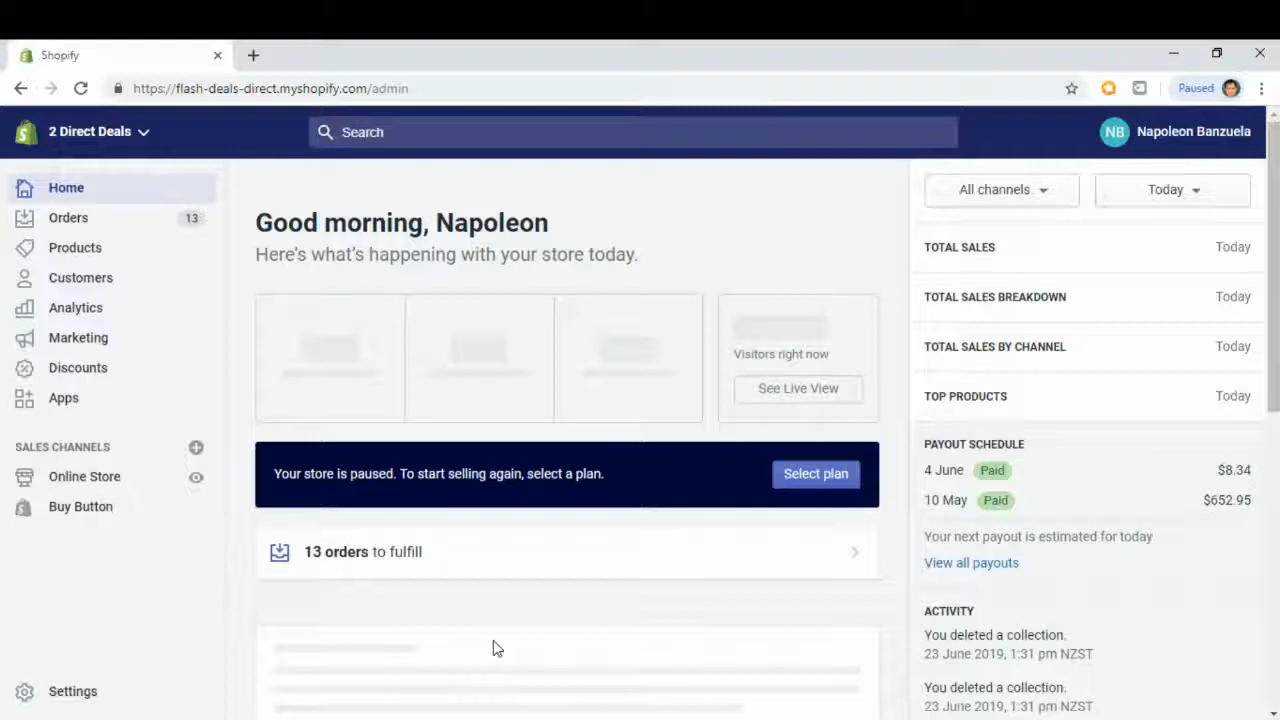 Shopify
https://flash-deals-direct.myshopify.com/admin
Paused
2 Direct Deals
Search
NB
Napoleon Banzuela
Home
Orders
13
Products
Customers
Analytics
Marketing
Discounts
Apps
SALES CHANNELS
Online Store
Buy Button
Settings
Good morning, Napoleon
Here's what's happening with your store today.
Visitors right now
See Live View
Your store is paused. To start selling again, select a plan.
Select plan
13 orders to fulfill
All channels
Today
TOTAL SALES Today
TOTAL SALES BREAKDOWN Today
TOTAL SALES BY CHANNEL Today
TOP PRODUCTS Today
PAYOUT SCHEDULE
4 June Paid $8.34
10 May Paid $652.95
Your next payout is estimated for today
View all payouts
ACTIVITY
You deleted a collection.
23 June 2019, 1:31 pm NZST
You deleted a collection.
23 June 2019, 1:31 pm NZST